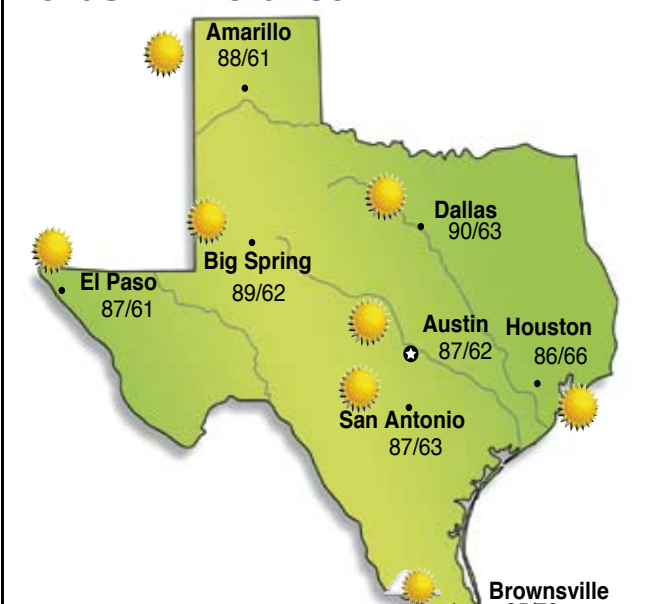 Amarillo
88/61
Dallas
90/63
Big Spring
89/62
El Paso
87/61
Austin
87/62
Houston
86/66
San Antonio
87/63
Brownsville